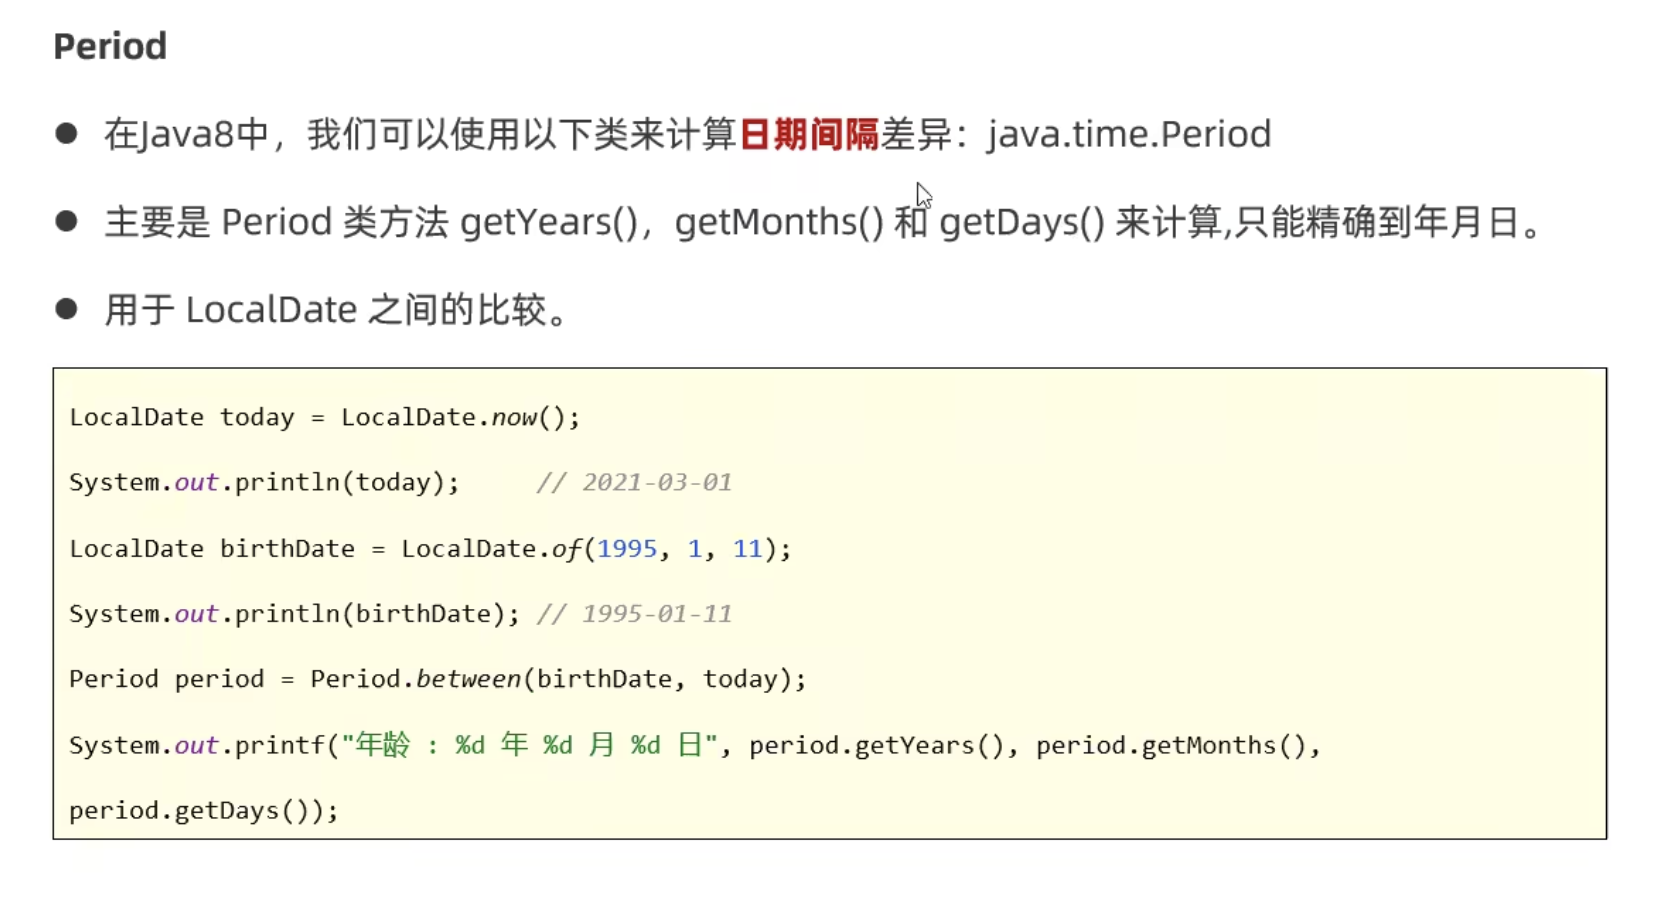 Period
● 在Java8中，我们可以使用以下类来计算日期间隔差异：java.time.Period
● 主要是 Period 类方法 getYears()，getMonths() 和 getDays() 来计算,只能精确到年月日。
● 用于 LocalDate 之间的比较。
LocalDate today = LocalDate.now();
System.out.println(today);     // 2021-03-01
LocalDate birthDate = LocalDate.of(1995, 1, 11);
System.out.println(birthDate); // 1995-01-11
Period period = Period.between(birthDate, today);
System.out.printf("年龄 : %d 年 %d 月 %d 日", period.getYears(), period.getMonths(),
period.getDays());